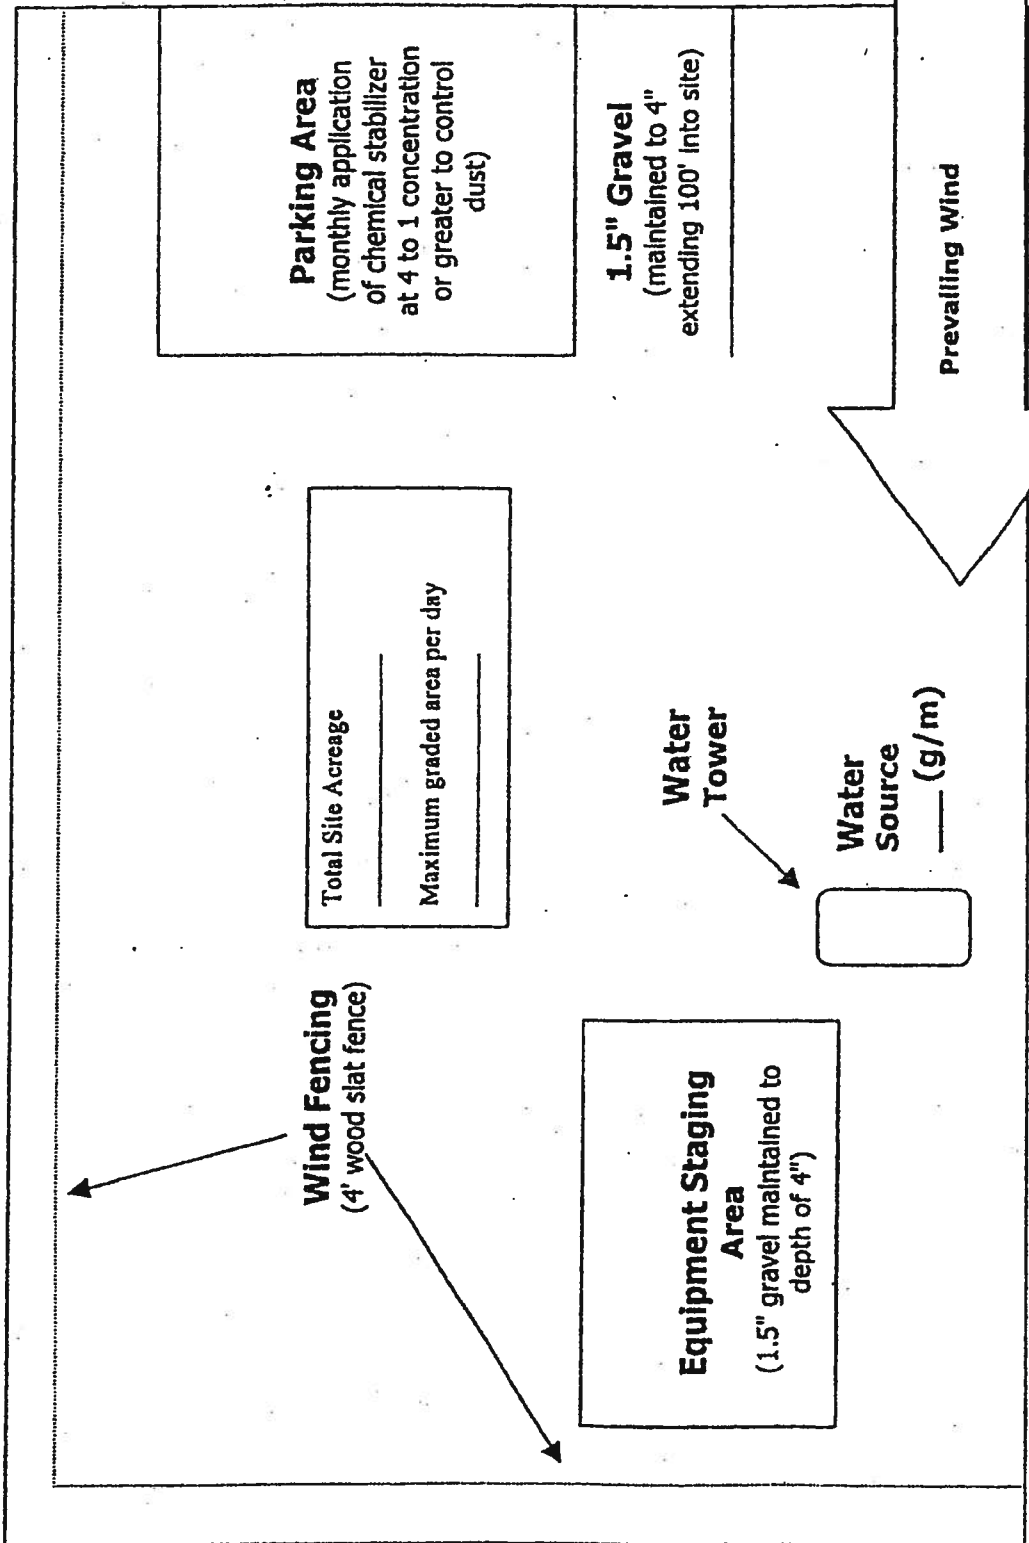 Parking Area
(monthly application
of chemical stabilizer
at 4 to 1 concentration
or greater to control
dust)
1.5" Gravel
(maintained to 4"
extending 100' into site)
Prevailing Wind
Total Site Acreage
Maximum graded area per day
Water
Tower
Water
Source
(g/m)
Wind Fencing
(4' wood slat fence)
Equipment Staging
Area
(1.5" gravel maintained to
depth of 4")